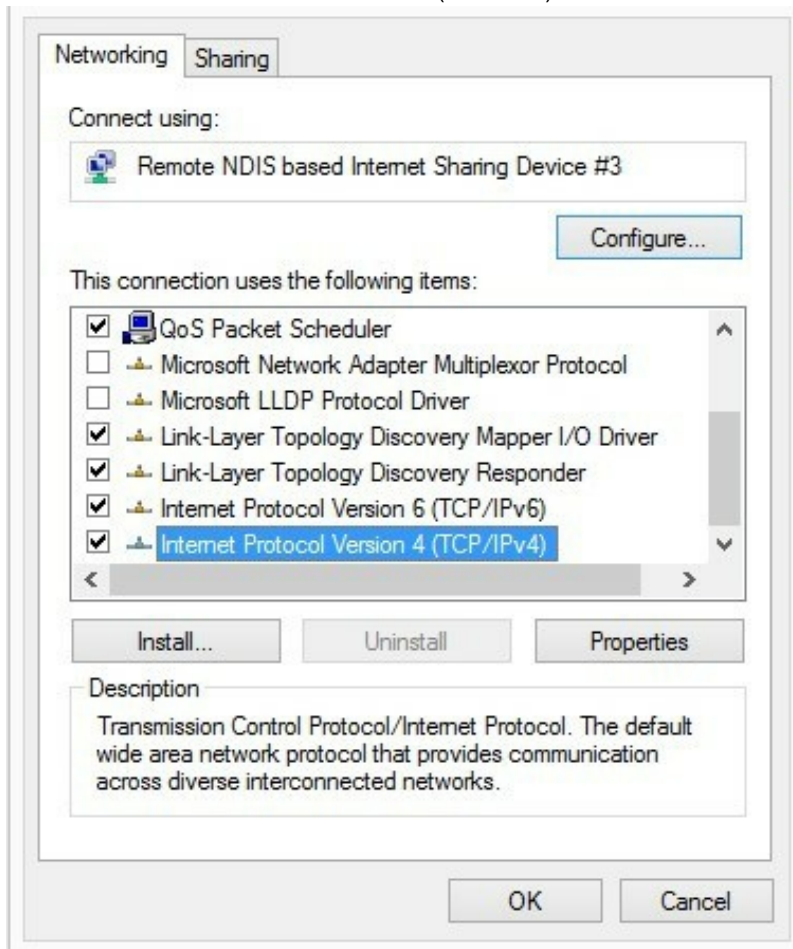 Networking Sharing
Connect using:
Remote NDIS based Internet Sharing Device #3
Configure...
This connection uses the following items:
QoS Packet Scheduler
Microsoft Network Adapter Multiplexor Protocol
Microsoft LLDP Protocol Driver
Link-Layer Topology Discovery Mapper I/O Driver
Link-Layer Topology Discovery Responder
Internet Protocol Version 6 (TCP/IPv6)
Internet Protocol Version 4 (TCP/IPv4)
Install... Uninstall Properties
Description
Transmission Control Protocol/Internet Protocol. The default
wide area network protocol that provides communication
across diverse interconnected networks.
OK Cancel